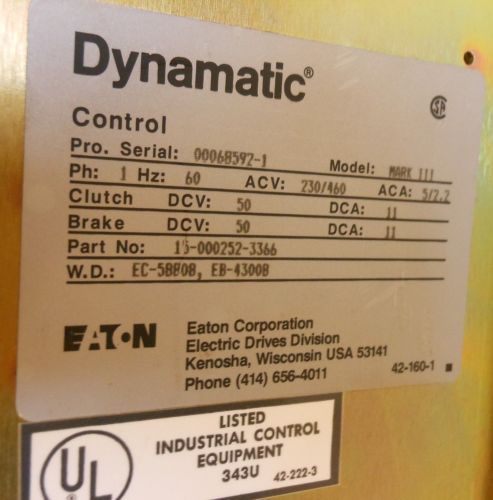 Dynamatic®
Control
Pro. Serial: 00068592-1 Model: MARK III
Ph: 1 Hz: 60 ACV: 230/460 ACA: 5/2.2
Clutch DCV: 50 DCA: 11
Brake DCV: 50 DCA: 11
Part No: 15-000252-3366
W.D.: EC-5880B, EB-4300B
EATON
Eaton Corporation
Electric Drives Division
Kenosha, Wisconsin USA 53141
Phone (414) 656-4011
42-160-1
UL
®
LISTED
INDUSTRIAL CONTROL
EQUIPMENT
343U 42-222-3